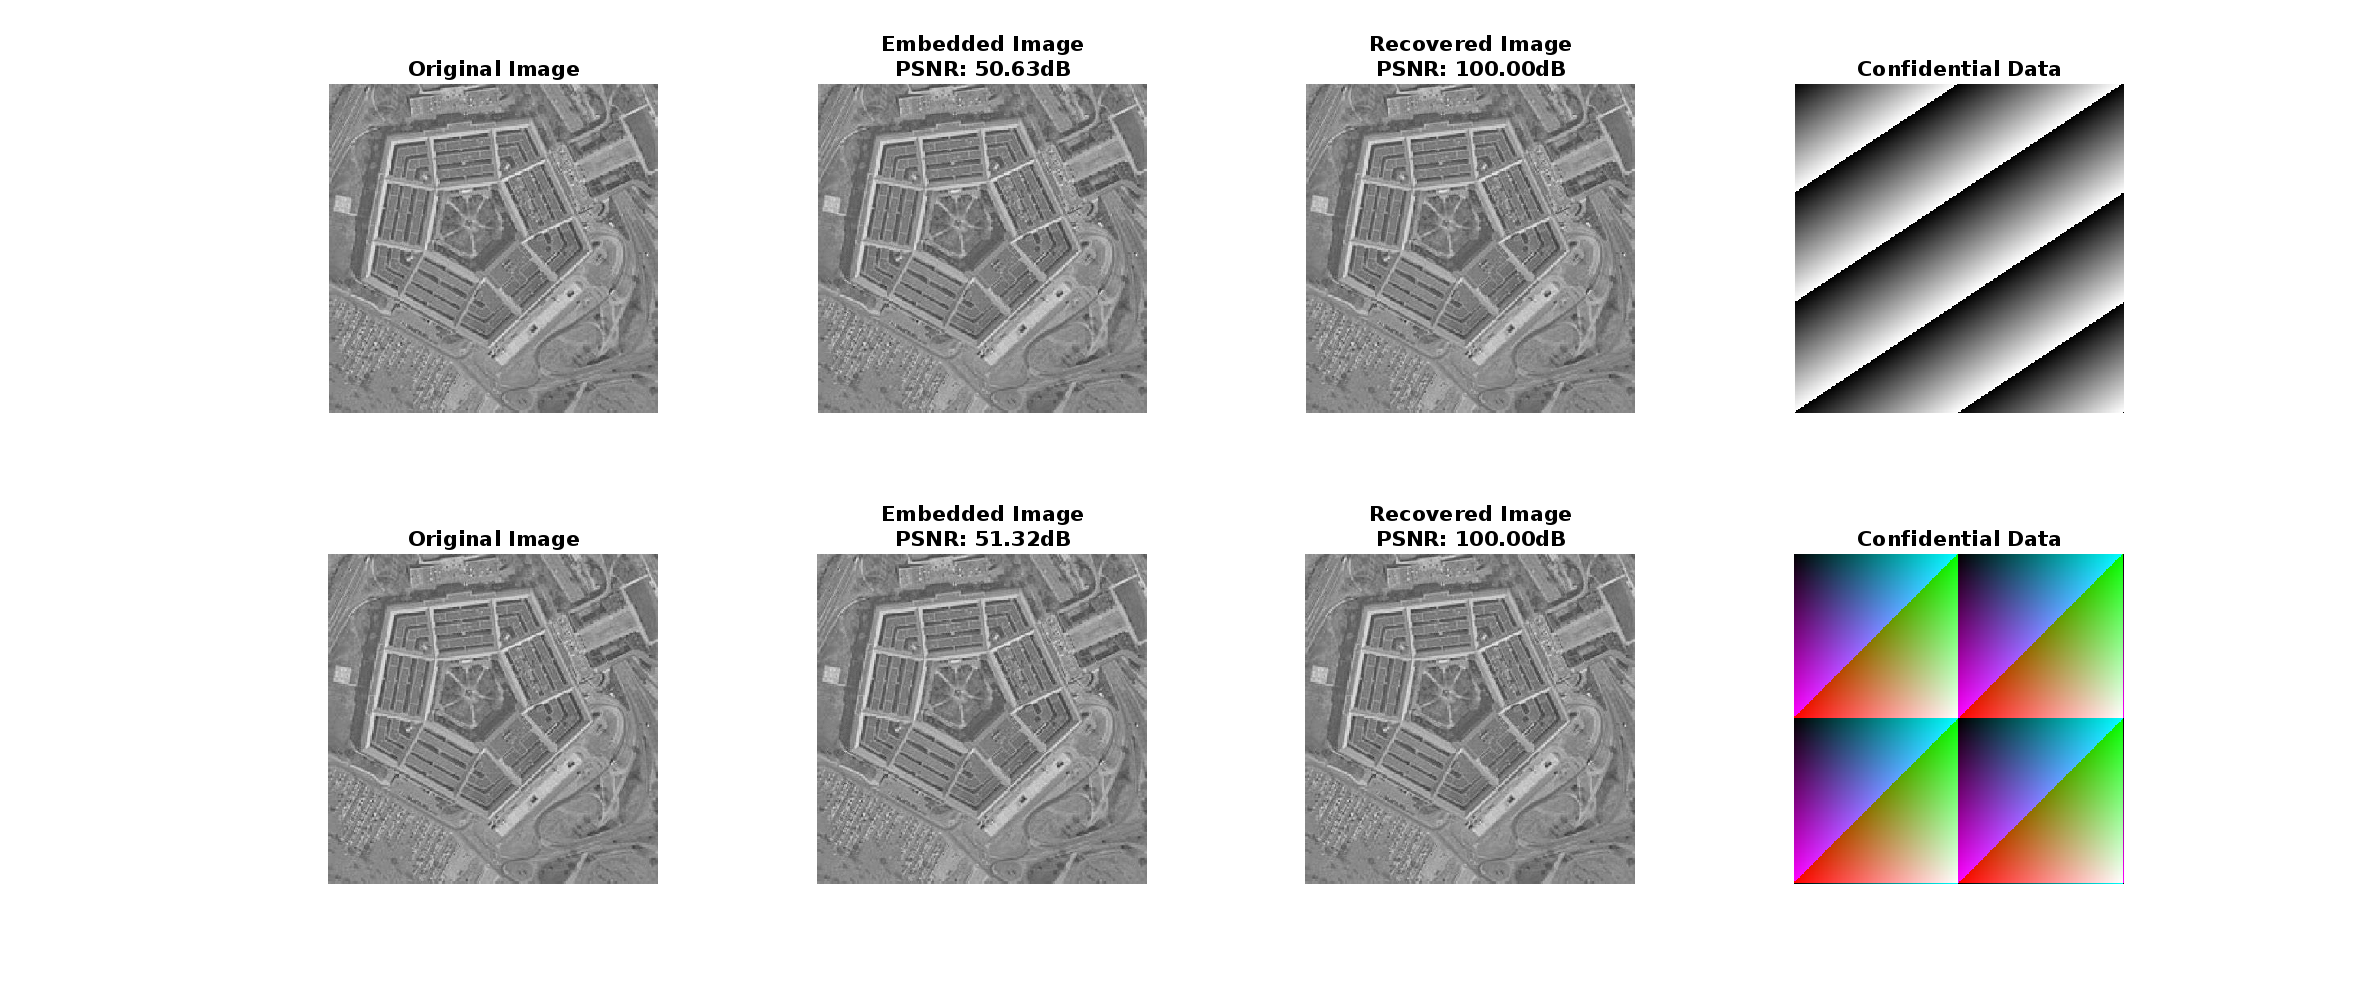 Original Image
Embedded Image
PSNR: 50.63dB
Recovered Image
PSNR: 100.00dB
Confidential Data
Original Image
Embedded Image
PSNR: 51.32dB
Recovered Image
PSNR: 100.00dB
Confidential Data